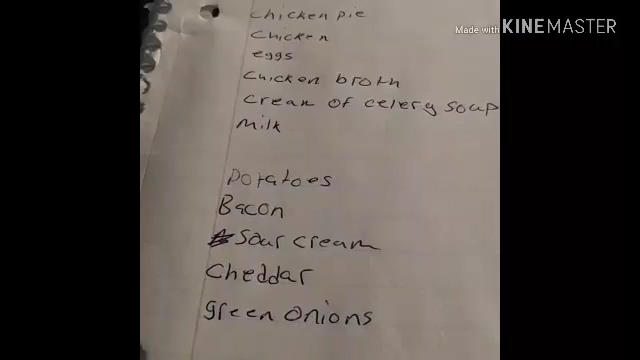 Made with KINEMASTER
chicken pie
chicken
eggs
chicken broth
cream of celery soup
milk
potatoes
Bacon
sour cream
cheddar
green onions